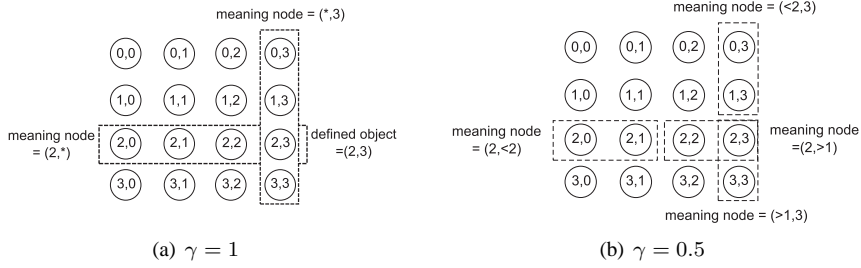 meaning node = (*,3)
0,0 0,1 0,2 0,3
1,0 1,1 1,2 1,3
meaning node
= (2,*)
2,0 2,1 2,2 2,3
defined object
=(2,3)
3,0 3,1 3,2 3,3
(a) γ = 1
meaning node = (<2,3)
0,0 0,1 0,2 0,3
1,0 1,1 1,2 1,3
meaning node
= (2,<2)
2,0 2,1 2,2 2,3
meaning node
=(2,>1)
3,0 3,1 3,2 3,3
meaning node = (>1,3)
(b) γ = 0.5